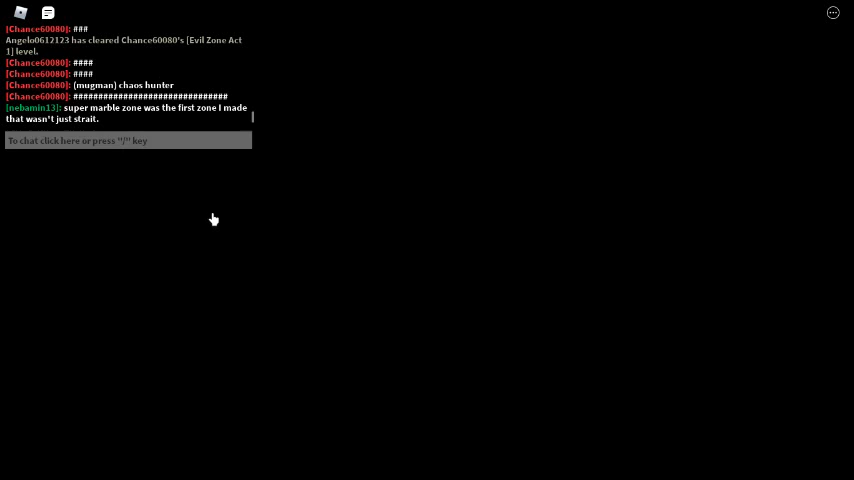 [Chance60080]: ###
Angelo0612123 has cleared Chance60080's [Evil Zone Act
1] level.
[Chance60080]: ####
[Chance60080]: ####
[Chance60080]: (mugman) chaos hunter
[Chance60080]: ###############################
[nebamin13]: super marble zone was the first zone I made
that wasn't just strait.
To chat click here or press "/" key